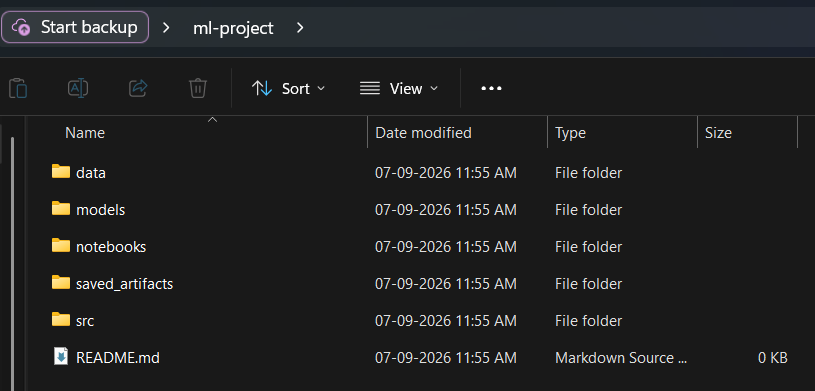 Start backup > ml-project >
Sort View •••
Name Date modified Type Size
data 07-09-2026 11:55 AM File folder
models 07-09-2026 11:55 AM File folder
notebooks 07-09-2026 11:55 AM File folder
saved_artifacts 07-09-2026 11:55 AM File folder
src 07-09-2026 11:55 AM File folder
README.md 07-09-2026 11:55 AM Markdown Source ... 0 KB